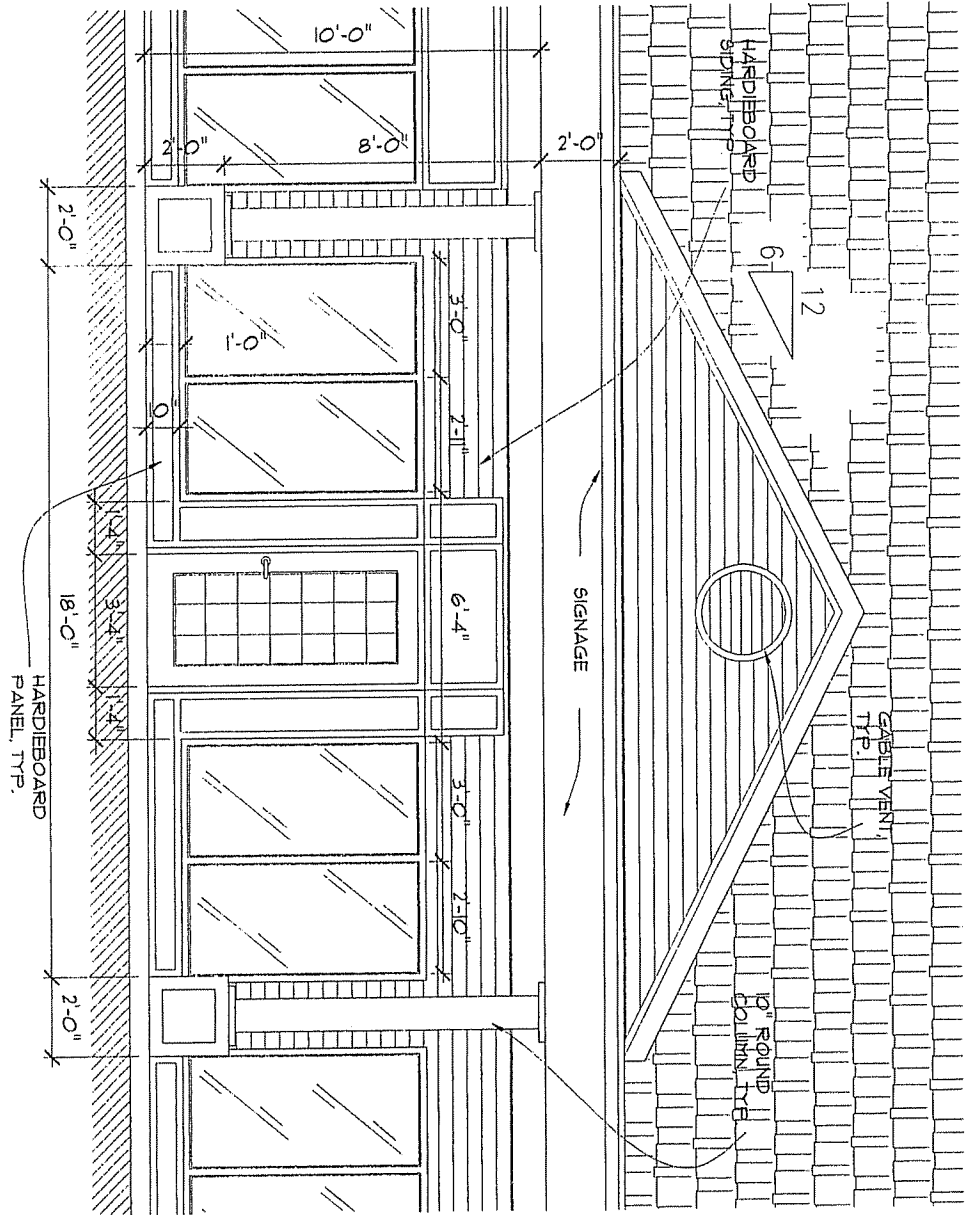 HARDIEBOARD
SIDING, TYP.
6
12
GABLE VENT,
TYP.
10" ROUND
COLUMN, TYP.
SIGNAGE
10'-0"
2'-0"
8'-0"
2'-0"
3'-0"
2'-11"
6'-4"
3'-0"
2'-10"
1'-0"
10"
2'-0"
1'-4"
3'-4"
1'-4"
18'-0"
2'-0"
HARDIEBOARD
PANEL, TYP.